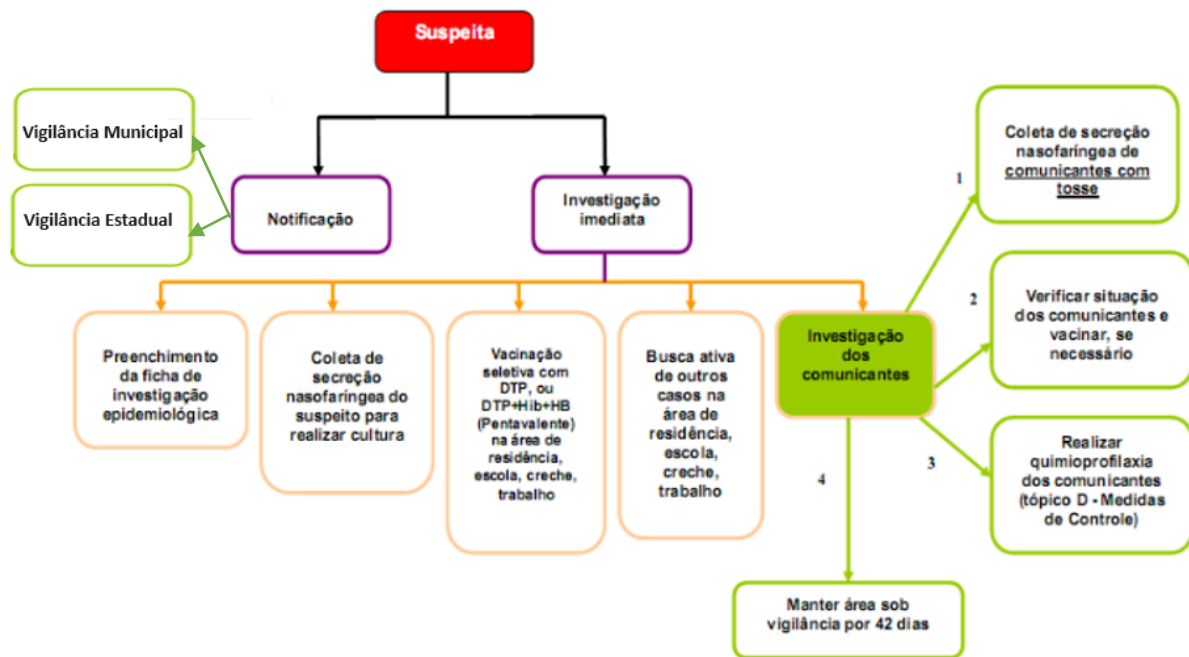 Suspeita
Vigilância Municipal
Vigilância Estadual
Notificação
Investigação
imediata
Preenchimento
da ficha de
investigação
epidemiológica
Coleta de
secreção
nasofaríngea do
suspeito para
realizar cultura
Vacinação
seletiva com
DTP, ou
DTP+Hib+HB
(Pentavalente)
na área de
residência,
escola, creche,
trabalho
Busca ativa
de outros
casos na
área de
residência,
escola,
creche,
trabalho
Investigação
dos
comunicantes
1
Coleta de secreção
nasofaríngea de
comunicantes com
tosse
2
Verificar situação
dos comunicantes e
vacinar, se
necessário
3
Realizar
quimioprofilaxia
dos comunicantes
(tópico D - Medidas
de Controle)
4
Manter área sob
vigilância por 42 dias